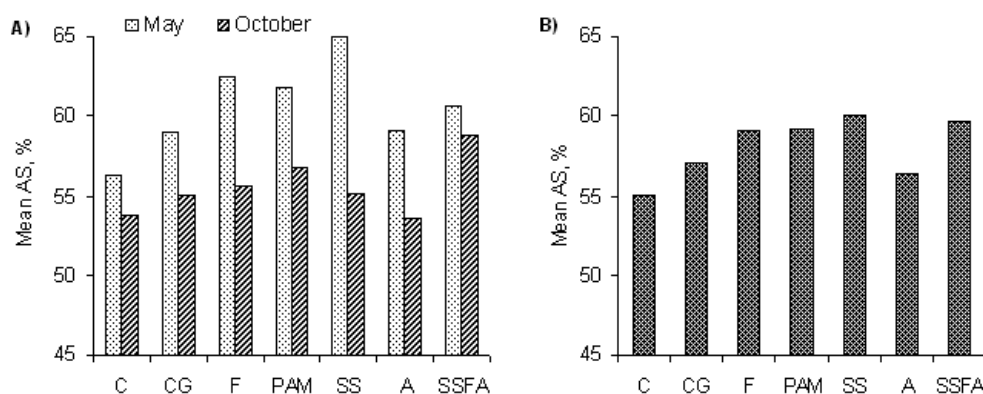 A) May October
65
60
55
50
45
Mean AS, %
C CG F PAM SS A SSFA
B)
65
60
55
50
45
Mean AS, %
C CG F PAM SS A SSFA